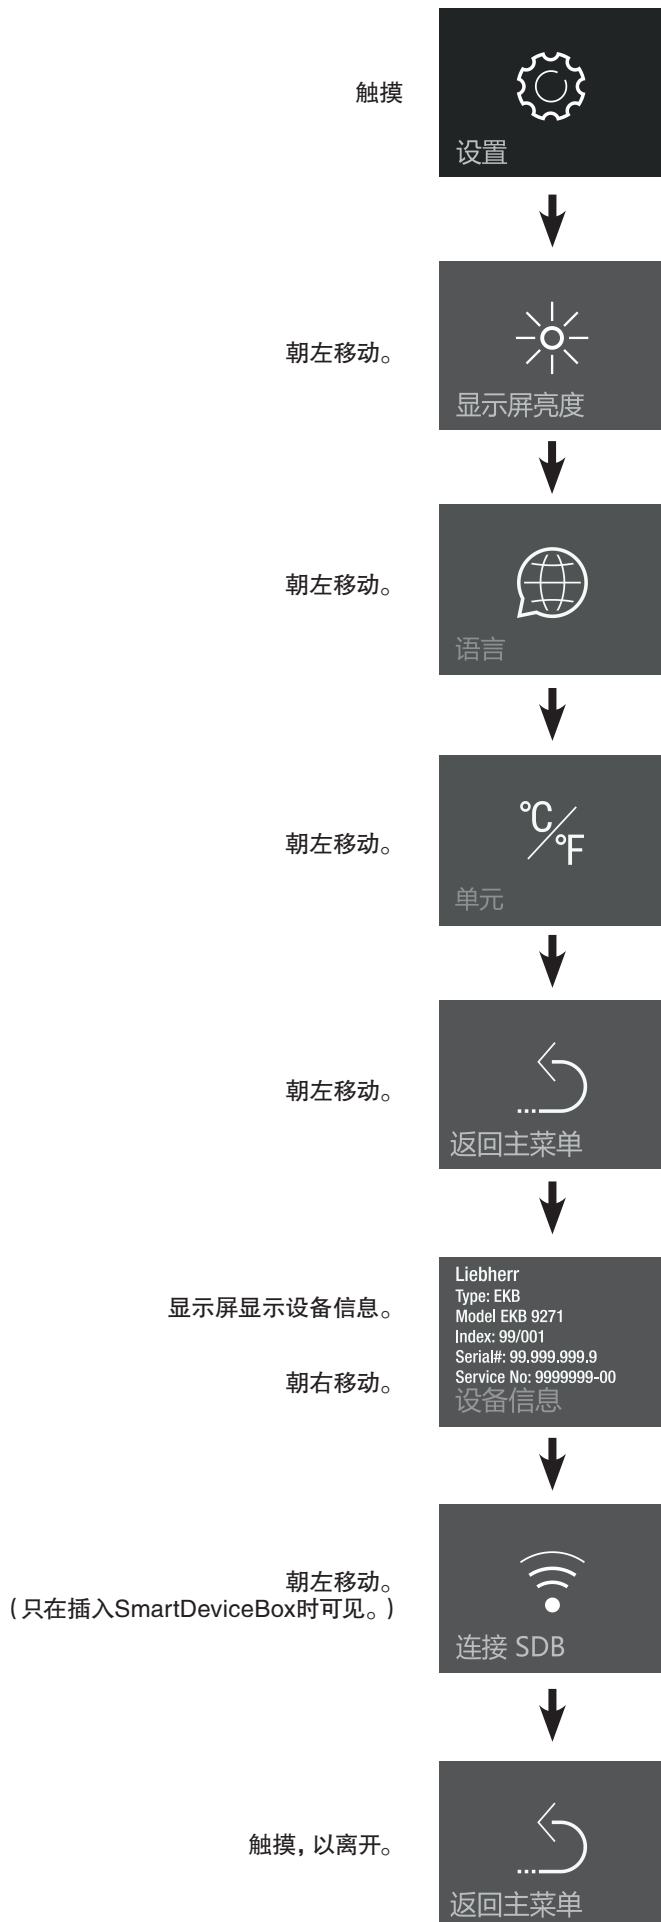 触摸
设置
朝左移动。
显示屏亮度
朝左移动。
语言
朝左移动。
°C/°F
单元
朝左移动。
返回主菜单
显示屏显示设备信息。
朝右移动。
Liebherr
Type: EKB
Model EKB 9271
Index: 99/001
Serial#: 99.999.999.9
Service No: 9999999-00
设备信息
朝左移动。
(只在插入SmartDeviceBox时可见。)
连接 SDB
触摸，以离开。
返回主菜单